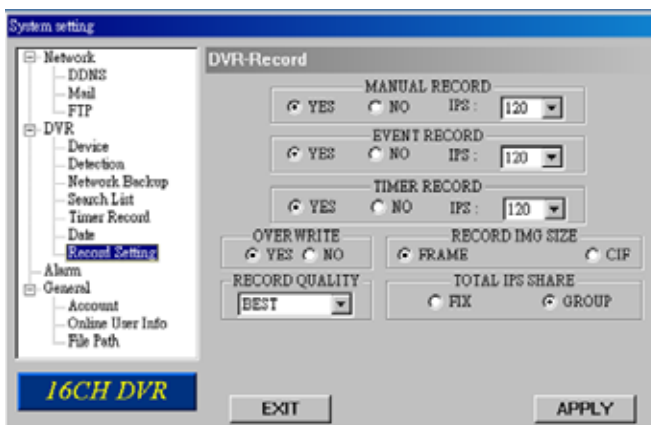 System setting
Network
DDNS
Mail
FTP
DVR
Device
Detection
Network Backup
Search List
Timer Record
Date
Record Setting
Alarm
General
Account
Online User Info
File Path
16CH DVR
DVR-Record
MANUAL RECORD
YES NO IPS : 120
EVENT RECORD
YES NO IPS : 120
TIMER RECORD
YES NO IPS : 120
OVERWRITE
YES NO
RECORD IMG SIZE
FRAME CIF
RECORD QUALITY
BEST
TOTAL IPS SHARE
FIX GROUP
EXIT APPLY